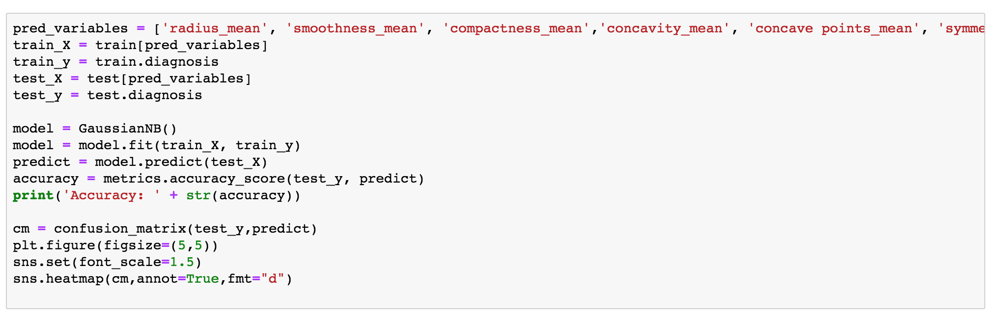 pred_variables = ['radius_mean', 'smoothness_mean', 'compactness_mean','concavity_mean', 'concave points_mean', 'symme
train_X = train[pred_variables]
train_y = train.diagnosis
test_X = test[pred_variables]
test_y = test.diagnosis
model = GaussianNB()
model = model.fit(train_X, train_y)
predict = model.predict(test_X)
accuracy = metrics.accuracy_score(test_y, predict)
print('Accuracy: ' + str(accuracy))
cm = confusion_matrix(test_y,predict)
plt.figure(figsize=(5,5))
sns.set(font_scale=1.5)
sns.heatmap(cm,annot=True,fmt="d")